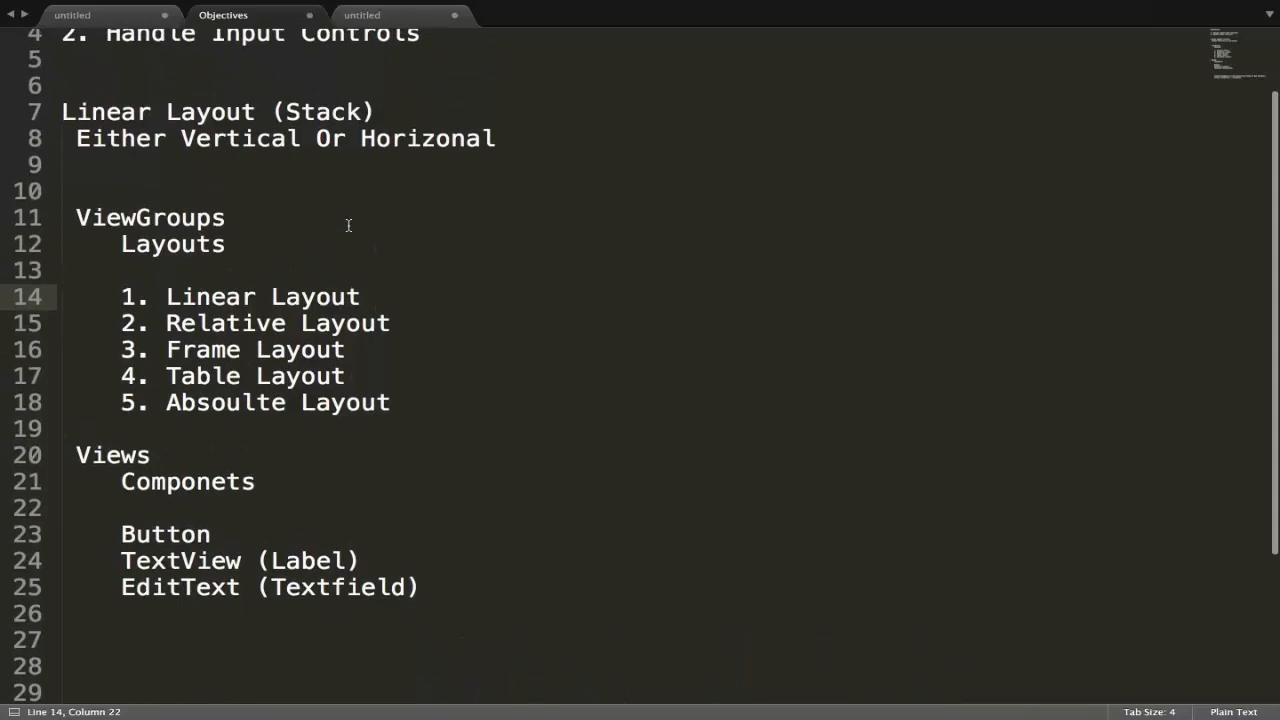 untitled
Objectives
untitled
4 2. Handle Input Controls
5
6
7 Linear Layout (Stack)
8 Either Vertical Or Horizonal
9
10
11 ViewGroups
12 Layouts
13
14 1. Linear Layout
15 2. Relative Layout
16 3. Frame Layout
17 4. Table Layout
18 5. Absoulte Layout
19
20 Views
21 Componets
22
23 Button
24 TextView (Label)
25 EditText (Textfield)
26
27
28
29
Line 14, Column 22
Tab Size: 4
Plain Text